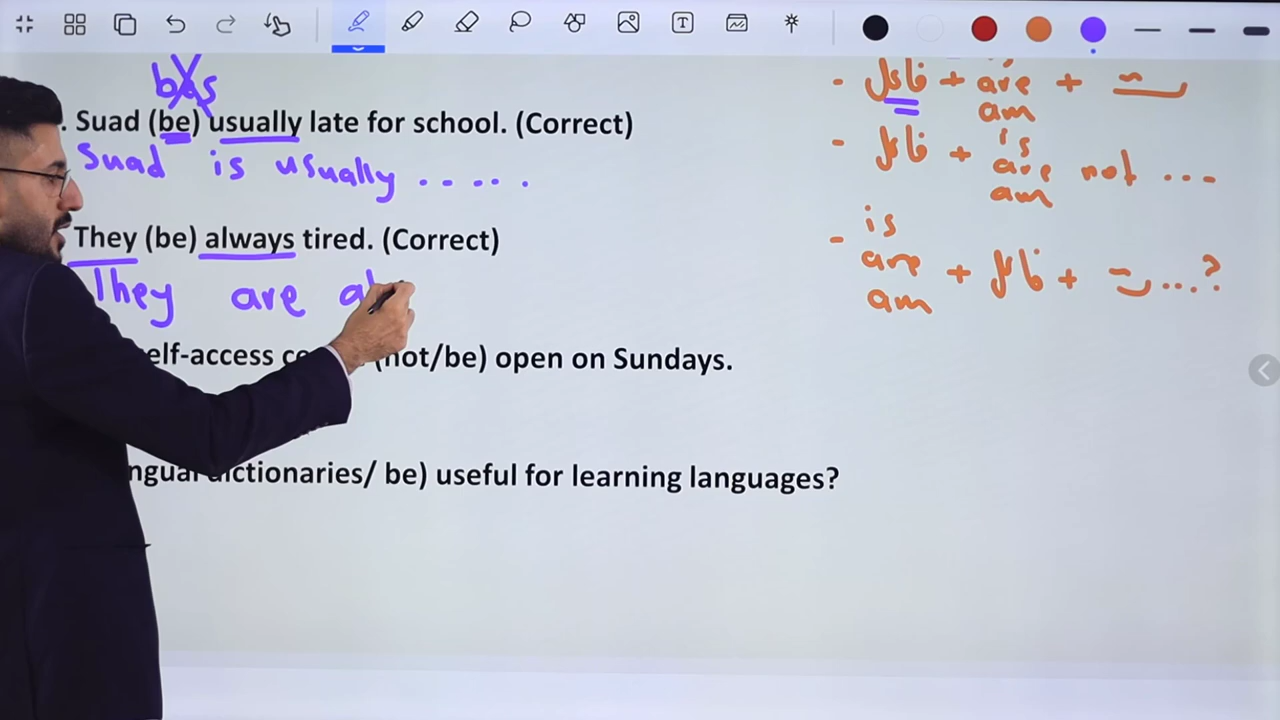 bes
Suad (be) usually late for school. (Correct)
Suad is usually .....
They (be) always tired. (Correct)
They are al
elf-access ce (not/be) open on Sundays.
ngual dictionaries/ be) useful for learning languages?
- فاعل + are am +
- فاعل + is are am not ...
- is are am + فاعل + ...?
T